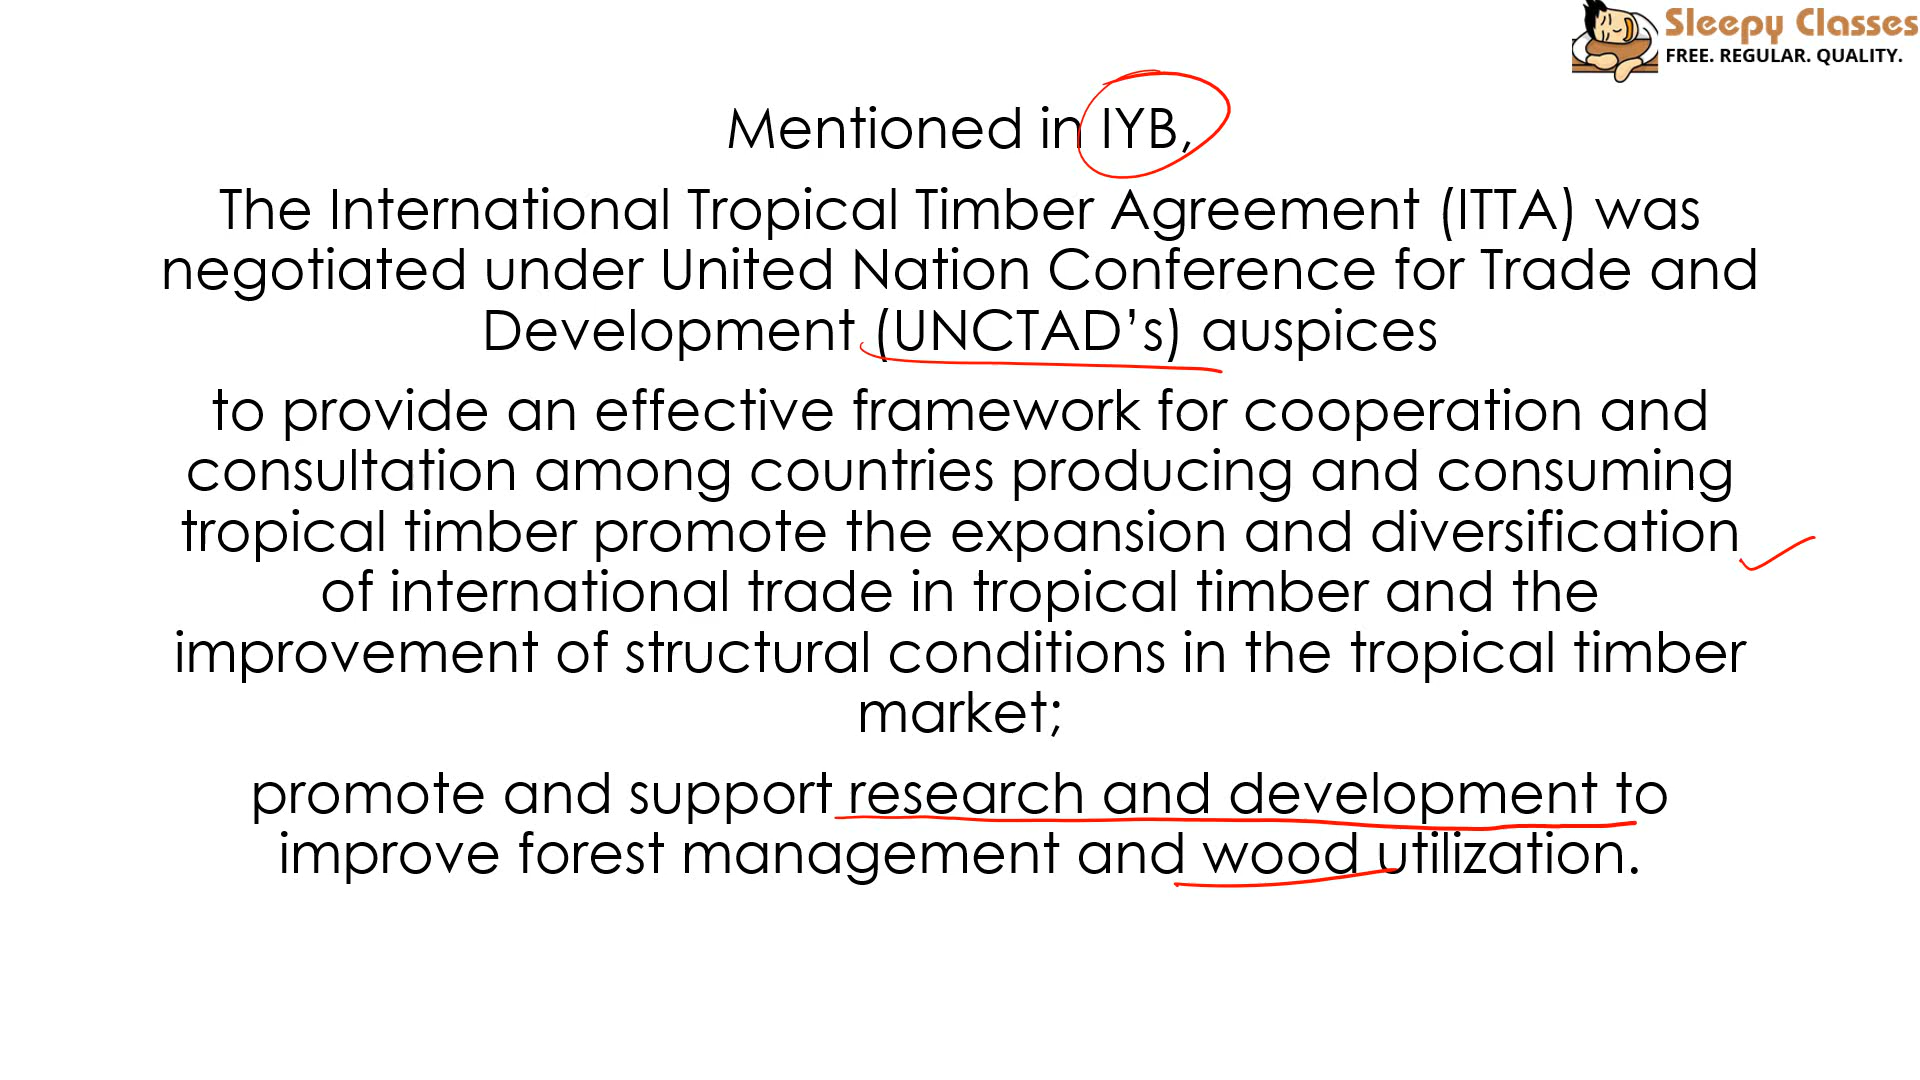 Sleepy Classes
FREE. REGULAR. QUALITY.
Mentioned in IYB,
The International Tropical Timber Agreement (ITTA) was
negotiated under United Nation Conference for Trade and
Development (UNCTAD’s) auspices
to provide an effective framework for cooperation and
consultation among countries producing and consuming
tropical timber promote the expansion and diversification
of international trade in tropical timber and the
improvement of structural conditions in the tropical timber
market;
promote and support research and development to
improve forest management and wood utilization.